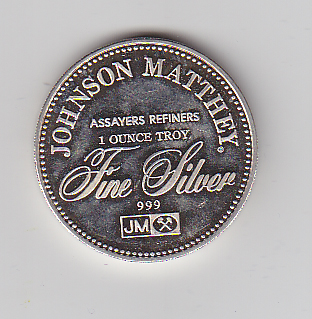 JOHNSON MATTHEY®
ASSAYERS REFINERS
1 OUNCE TROY
Fine Silver
999
JM